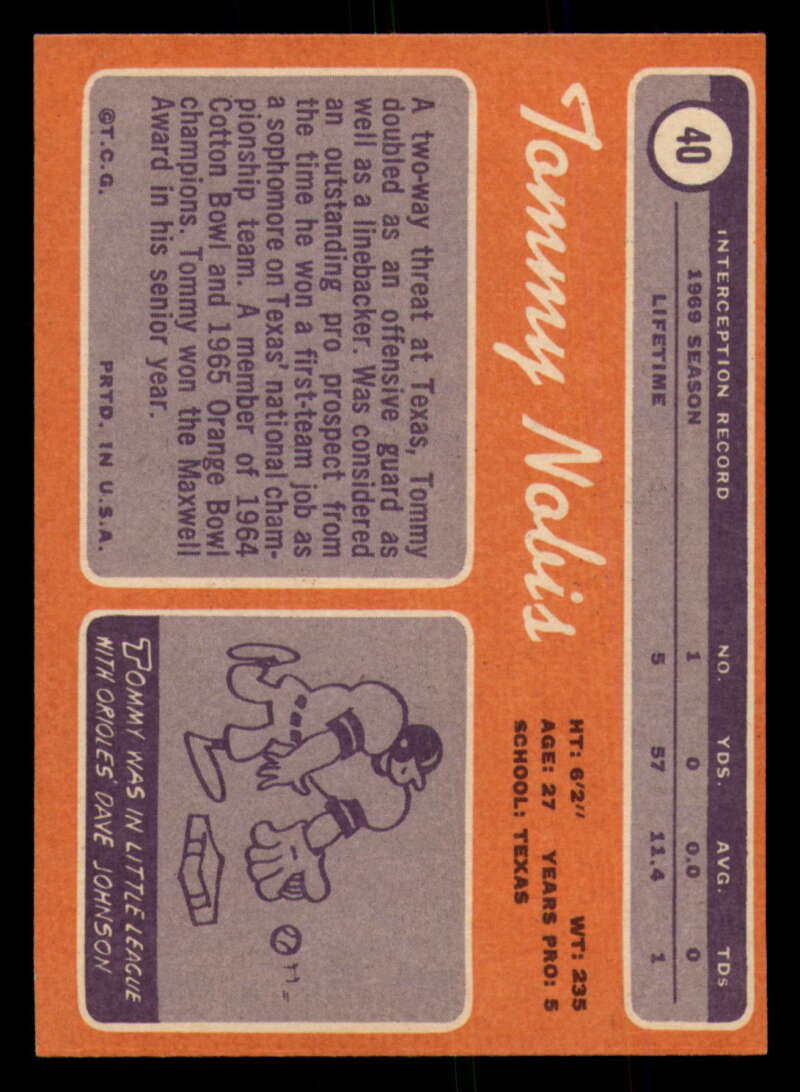 40
INTERCEPTION RECORD NO. YDS. AVG. TDs
1969 SEASON 1 0 0.0 0
LIFETIME 5 57 11.4 1
Tommy Nobis
HT: 6'2" WT: 235
AGE: 27 YEARS PRO: 5
SCHOOL: TEXAS
A two-way threat at Texas, Tommy
doubled as an offensive guard as
well as a linebacker. Was considered
an outstanding pro prospect from
the time he won a first-team job as
a sophomore on Texas' national cham-
pionship team. A member of 1964
Cotton Bowl and 1965 Orange Bowl
champions. Tommy won the Maxwell
Award in his senior year.
©T.C.G. PRTD. IN U.S.A.
TOMMY WAS IN LITTLE LEAGUE
WITH ORIOLES' DAVE JOHNSON